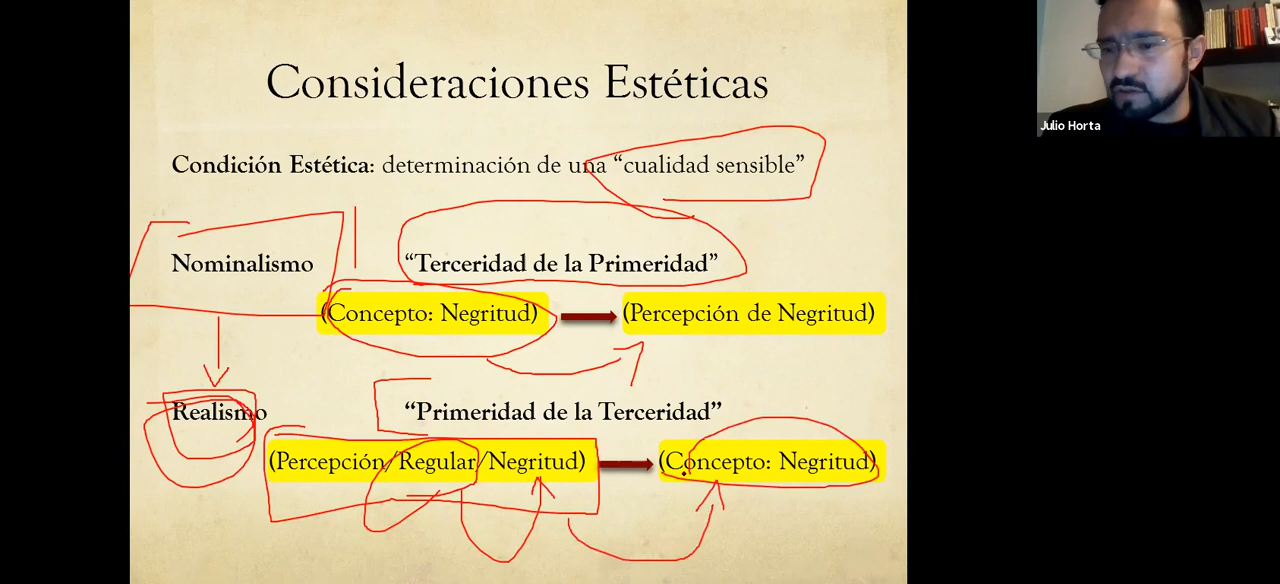 Consideraciones Estéticas
Condición Estética: determinación de una “cualidad sensible”
Nominalismo “Terceridad de la Primeridad”
(Concepto: Negritud) (Percepción de Negritud)
Realismo “Primeridad de la Terceridad”
(Percepción/Regular/Negritud) (Concepto: Negritud)
Julio Horta